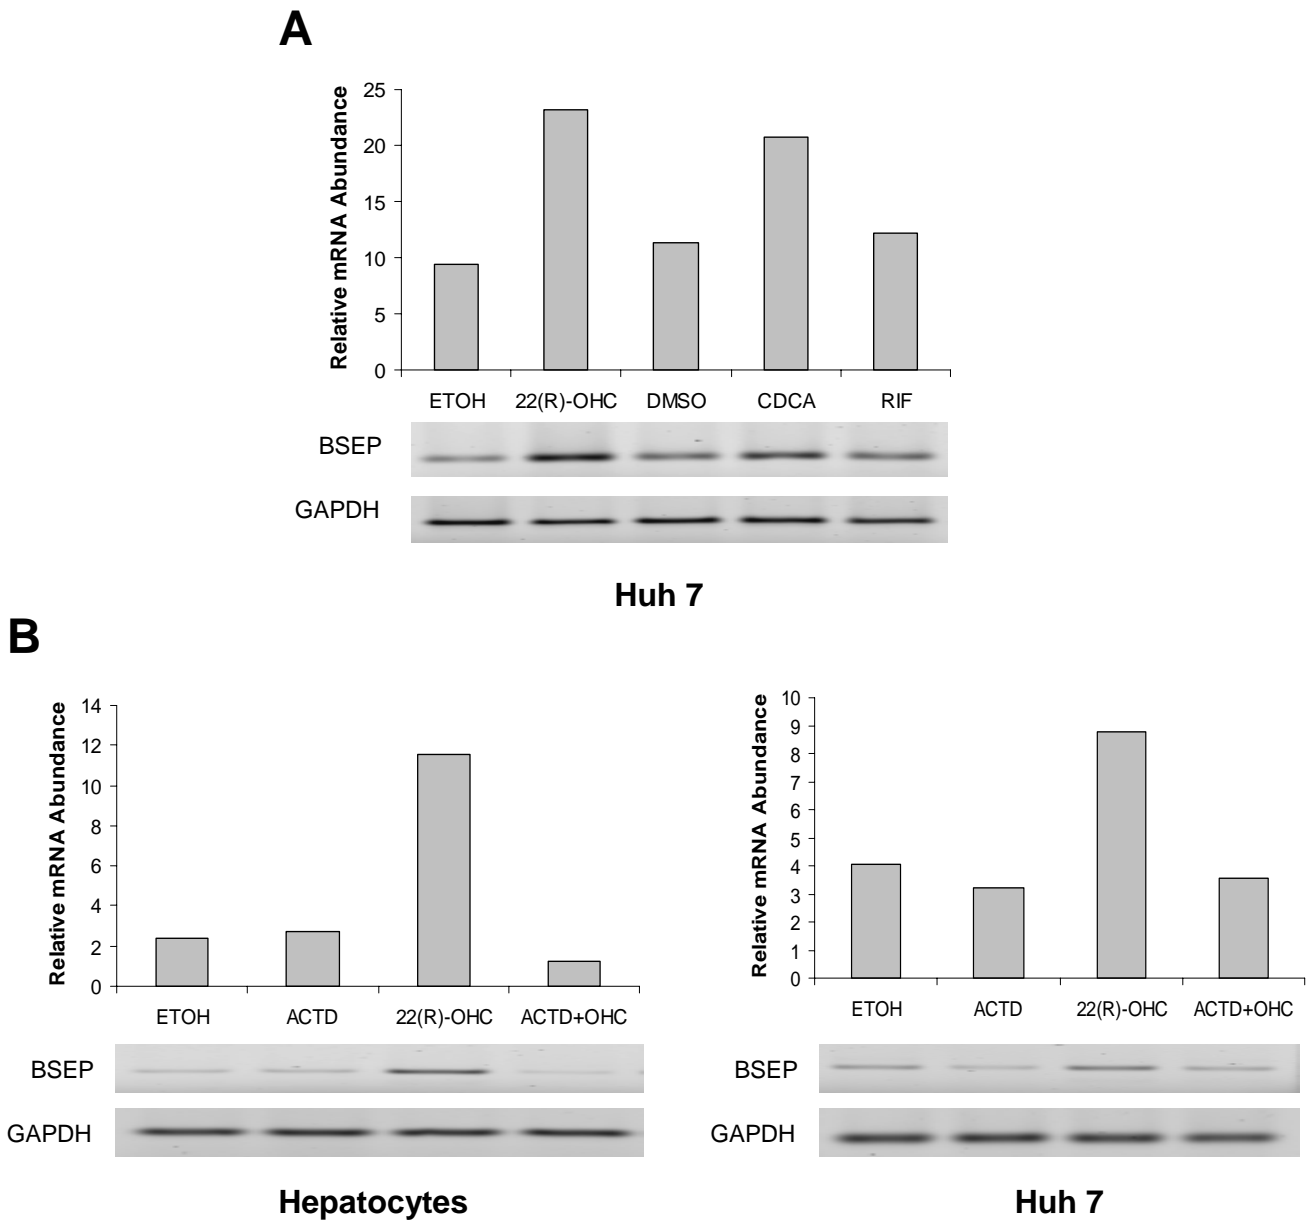 A
Relative mRNA Abundance
25
20
15
10
5
0
ETOH 22(R)-OHC DMSO CDCA RIF
BSEP
GAPDH
Huh 7
B
Relative mRNA Abundance
14
12
10
8
6
4
2
0
ETOH ACTD 22(R)-OHC ACTD+OHC
BSEP
GAPDH
Hepatocytes
Relative mRNA Abundance
10
9
8
7
6
5
4
3
2
1
0
ETOH ACTD 22(R)-OHC ACTD+OHC
BSEP
GAPDH
Huh 7